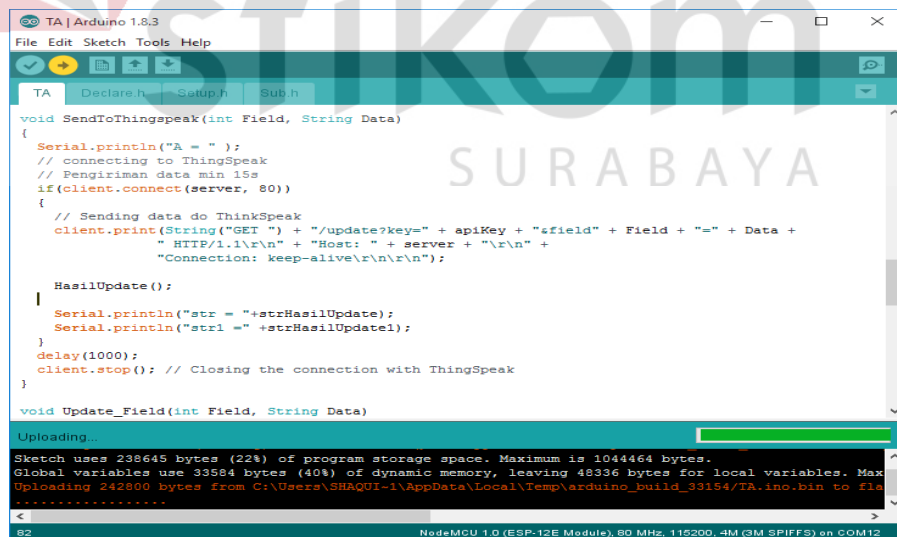 TA | Arduino 1.8.3
File Edit Sketch Tools Help
TA Declare.h Setup.h Sub.h
stikom
SURABAYA
void SendToThingspeak(int Field, String Data)
{
  Serial.println("A = " );
  // connecting to ThingSpeak
  // Pengiriman data min 15s
  if(client.connect(server, 80))
  {
    // Sending data do ThinkSpeak
    client.print(String("GET ") + "/update?key=" + apiKey + "&field" + Field + "=" + Data +
                 " HTTP/1.1\r\n" + "Host: " + server + "\r\n" +
                 "Connection: keep-alive\r\n\r\n");
    HasilUpdate();
    Serial.println("str = "+strHasilUpdate);
    Serial.println("str1 =" +strHasilUpdate1);
  }
  delay(1000);
  client.stop(); // Closing the connection with ThingSpeak
}
void Update_Field(int Field, String Data)
Uploading...
Sketch uses 238645 bytes (22%) of program storage space. Maximum is 1044464 bytes.
Global variables use 33584 bytes (40%) of dynamic memory, leaving 48336 bytes for local variables. Max
Uploading 242800 bytes from C:\Users\SHAQUI~1\AppData\Local\Temp\arduino_build_33154/TA.ino.bin to fla
.................
82
NodeMCU 1.0 (ESP-12E Module), 80 MHz, 115200, 4M (3M SPIFFS) on COM12